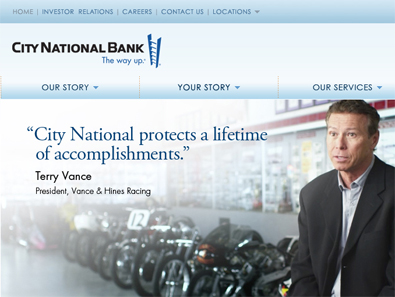 HOME | INVESTOR RELATIONS | CAREERS | CONTACT US | LOCATIONS
CITY NATIONAL BANK
The way up.®
OUR STORY YOUR STORY OUR SERVICES
“City National protects a lifetime
of accomplishments.”
Terry Vance
President, Vance & Hines Racing